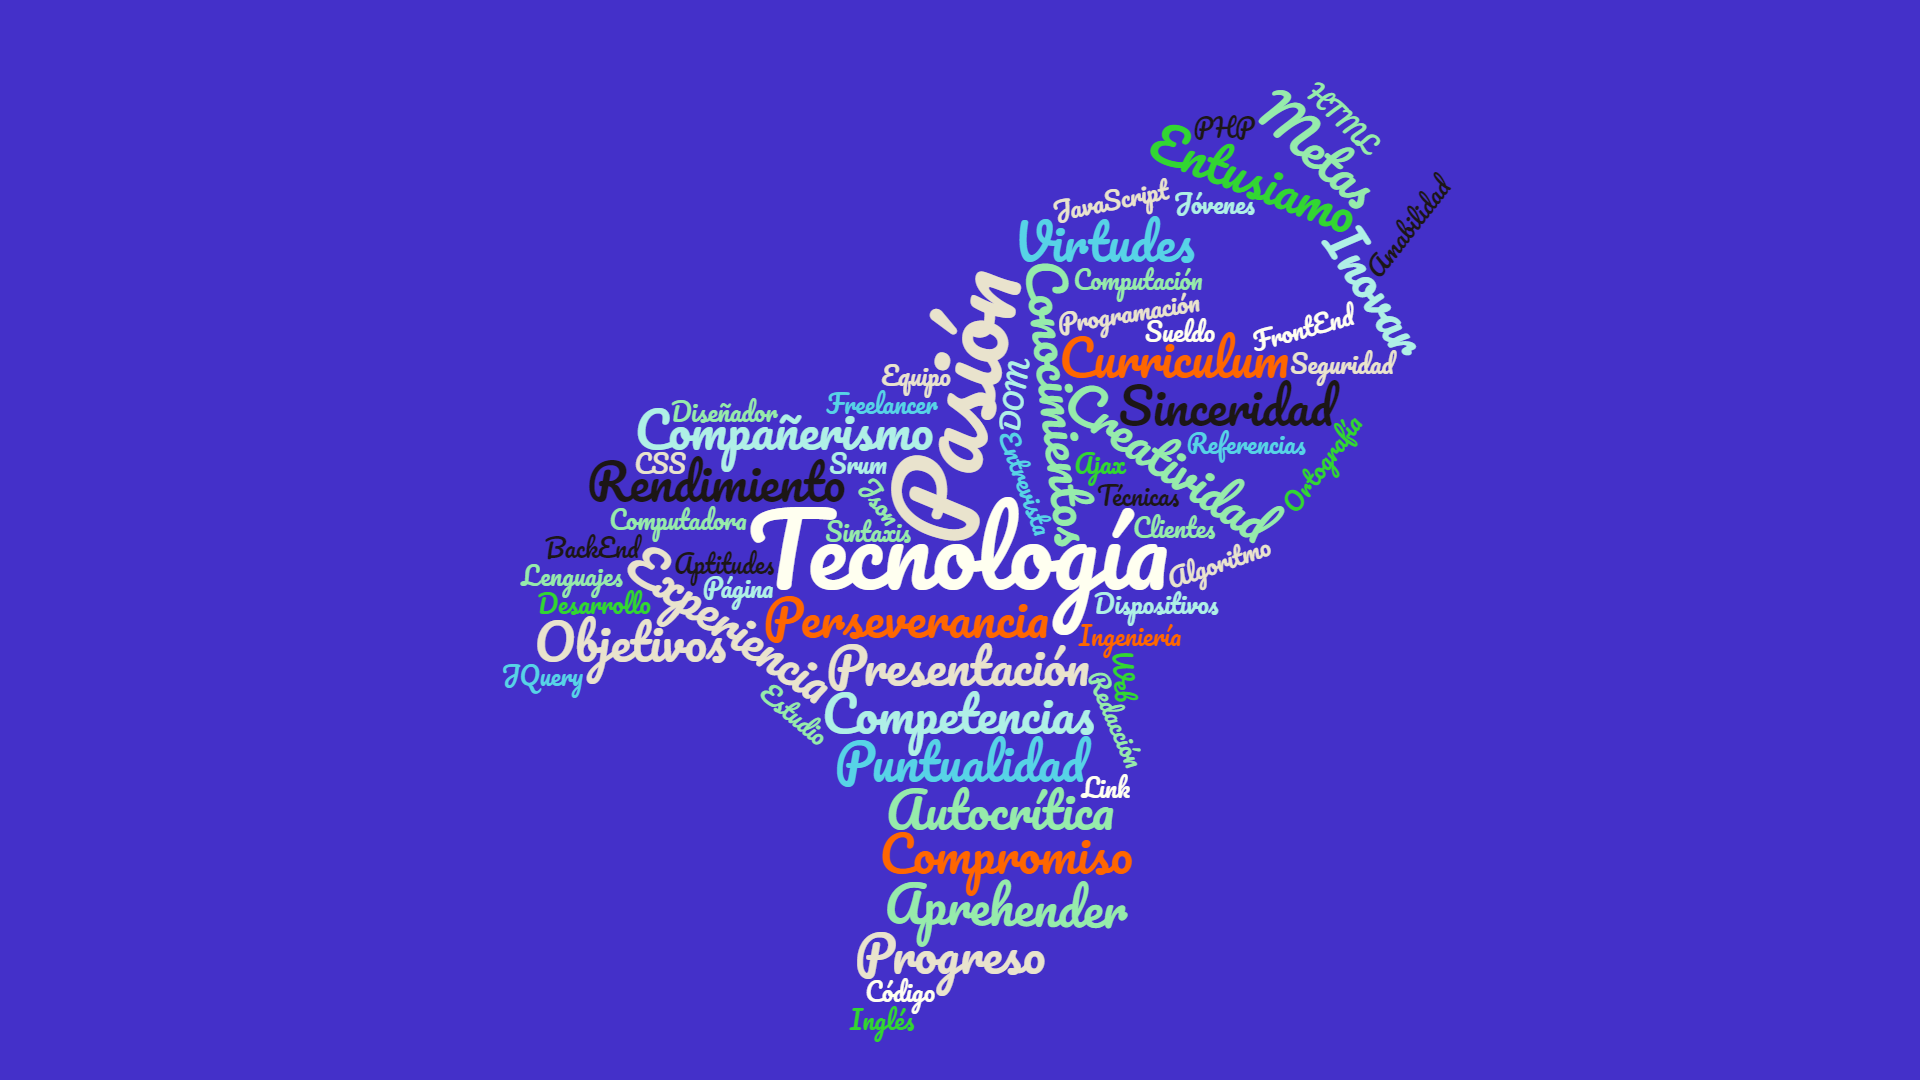 HTML
Metas
PHP
Entusiamo
Amabilidad
JavaScript
Jóvenes
Inovar
Virtudes
Computación
Pasión
Conocimientos
Programación
Sueldo
FrontEnd
Curriculum
Seguridad
Equipo
DOM
Creatividad
Sinceridad
Freelancer
Diseñador
Compañerismo
Referencias
Ortografía
CSS
Srum
Entrevista
Ajax
Rendimiento
Json
Técnicas
Computadora
Sintaxis
Clientes
Tecnología
BackEnd
Aptitudes
Algoritmo
Lenguajes
Experiencia
Página
Desarrollo
Dispositivos
Perseverancia
Objetivos
Ingeniería
JQuery
Presentación
Web
Redacción
Estudio
Competencias
Puntualidad
Link
Autocrítica
Compromiso
Aprehender
Progreso
Código
Inglés